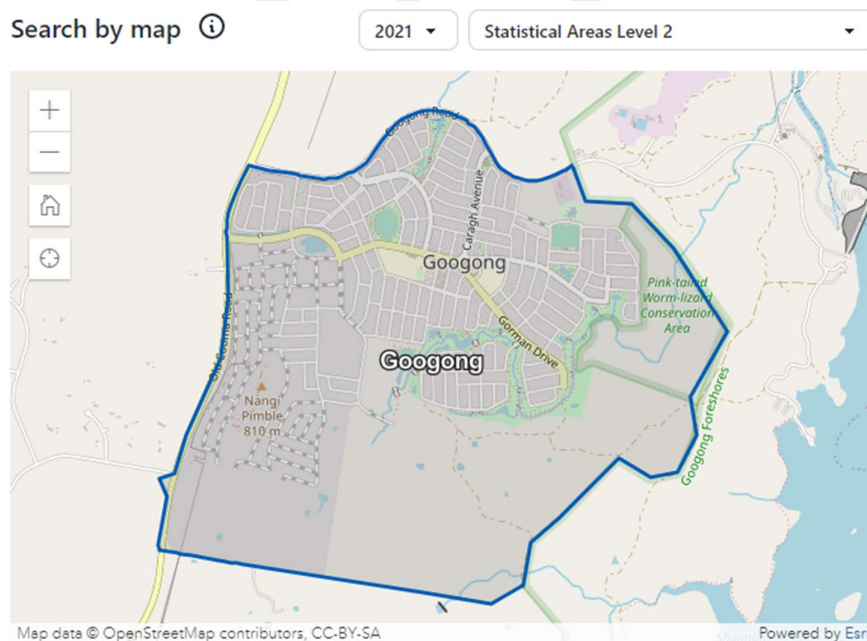 Search by map
2021
Statistical Areas Level 2
Googong Road
Caragh Avenue
Googong
Pink-tailed
Worm-lizard
Conservation
Area
Gorman Drive
Old Cooma Road
Googong
Nangi
Pimble
810 m
Googong Foreshores
Map data © OpenStreetMap contributors, CC-BY-SA
Powered by Esri